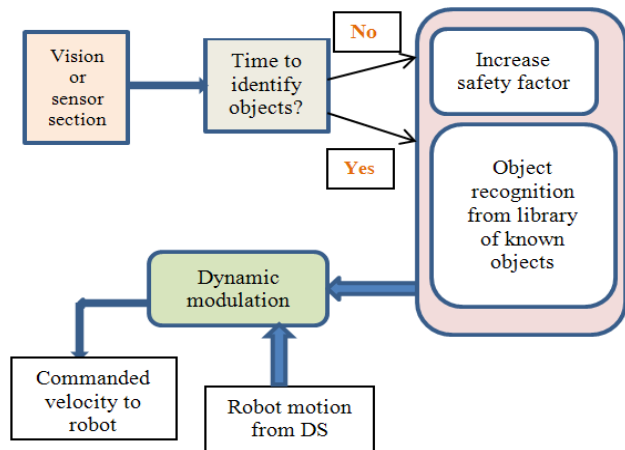 Vision
or
sensor
section
Time to
identify
objects?
No
Yes
Increase
safety factor
Object
recognition
from library
of known
objects
Dynamic
modulation
Commanded
velocity to
robot
Robot motion
from DS